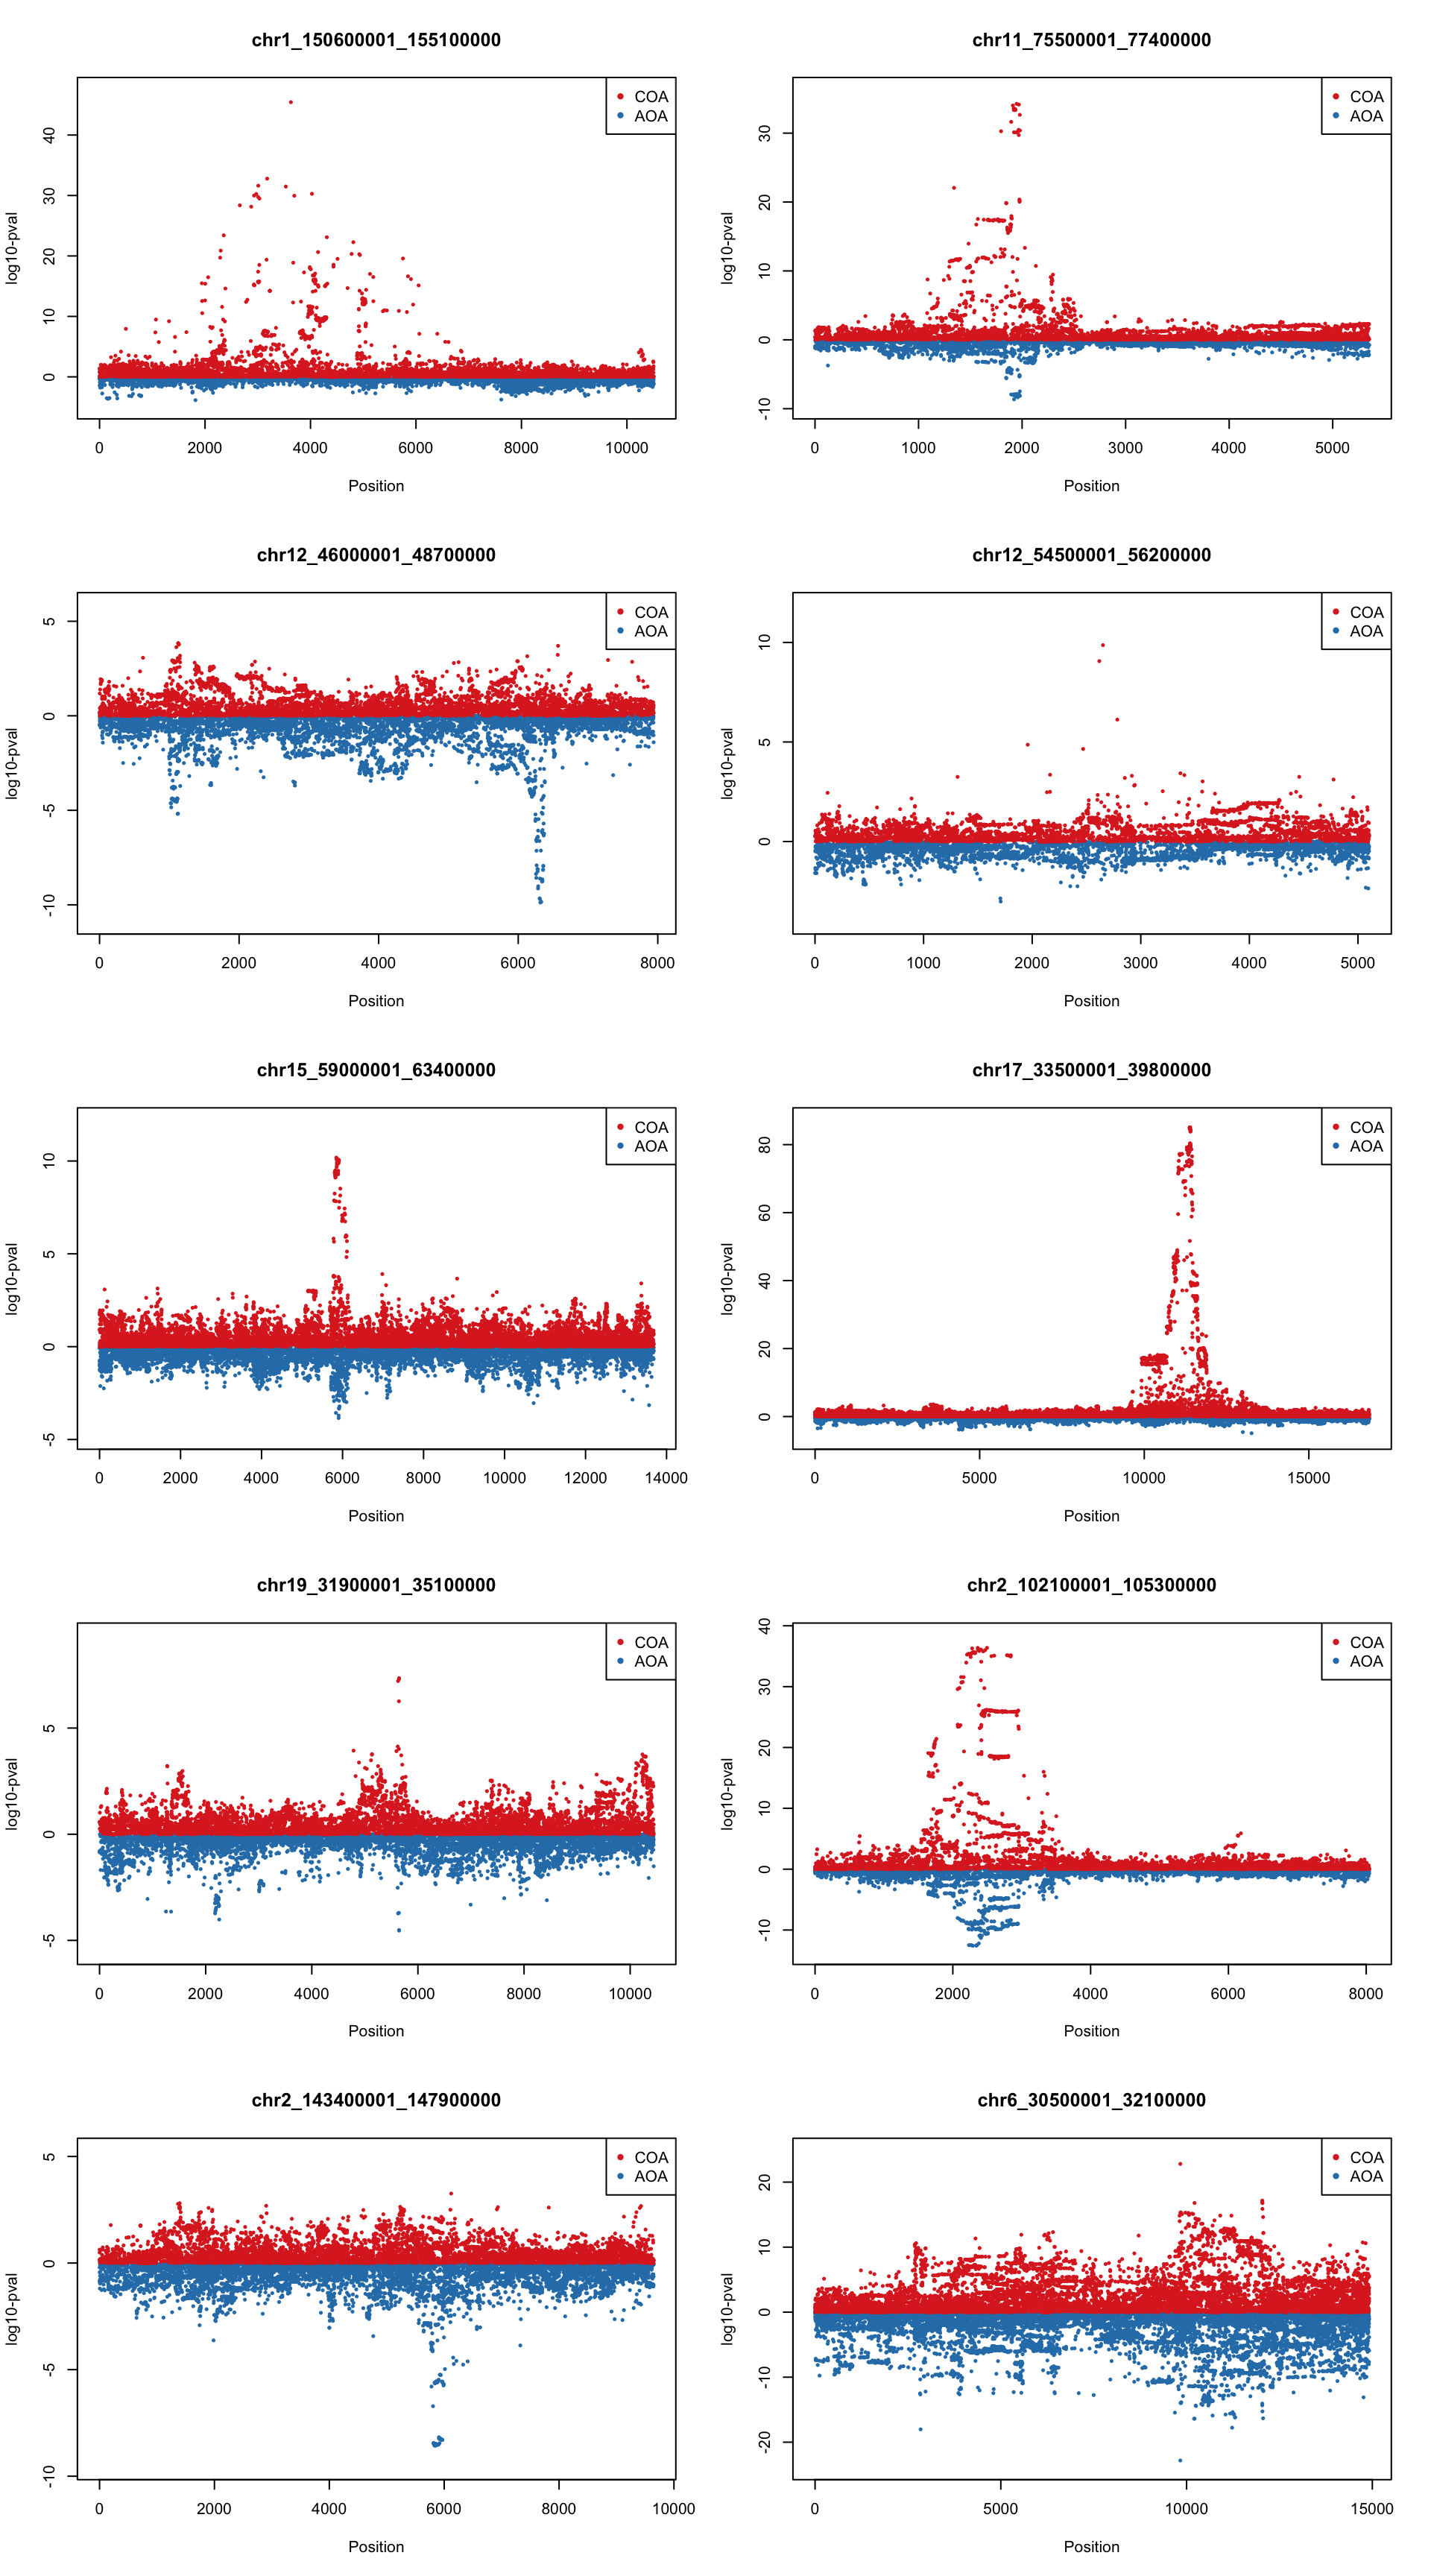 chr1_150600001_155100000
COA
AOA
log10-pval
0 10 20 30 40
0 2000 4000 6000 8000 10000
Position
chr11_75500001_77400000
COA
AOA
log10-pval
-10 0 10 20 30
0 1000 2000 3000 4000 5000
Position
chr12_46000001_48700000
COA
AOA
log10-pval
-10 -5 0 5
0 2000 4000 6000 8000
Position
chr12_54500001_56200000
COA
AOA
log10-pval
0 5 10
0 1000 2000 3000 4000 5000
Position
chr15_59000001_63400000
COA
AOA
log10-pval
-5 0 5 10
0 2000 4000 6000 8000 10000 12000 14000
Position
chr17_33500001_39800000
COA
AOA
log10-pval
0 20 40 60 80
0 5000 10000 15000
Position
chr19_31900001_35100000
COA
AOA
log10-pval
-5 0 5
0 2000 4000 6000 8000 10000
Position
chr2_102100001_105300000
COA
AOA
log10-pval
-10 0 10 20 30 40
0 2000 4000 6000 8000
Position
chr2_143400001_147900000
COA
AOA
log10-pval
-10 -5 0 5
0 2000 4000 6000 8000 10000
Position
chr6_30500001_32100000
COA
AOA
log10-pval
-20 -10 0 10 20
0 5000 10000 15000
Position